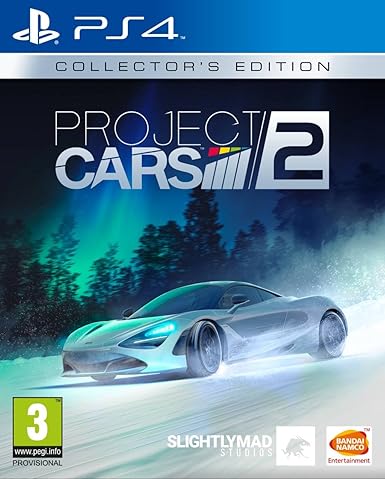 PS4
COLLECTOR'S EDITION
PROJECT
CARS 2
3
www.pegi.info
PROVISIONAL
SLIGHTLYMAD
STUDIOS
BANDAI
NAMCO
Entertainment